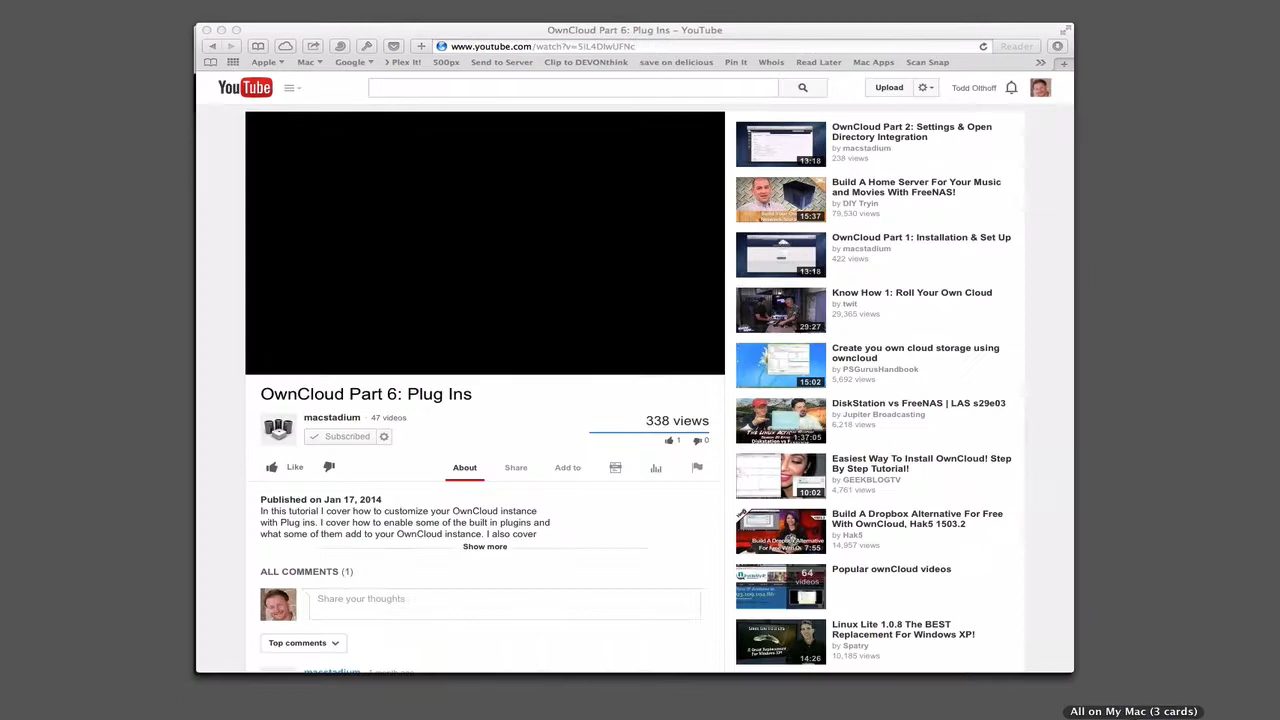 OwnCloud Part 6: Plug Ins – YouTube
www.youtube.com/watch?v=5iL4DIwUFNc
Reader
Apple Mac Google Plex It! 500px Send to Server Clip to DEVONthink save on delicious Pin It Whois Read Later Mac Apps Scan Snap
YouTube
Upload
Todd Olthoff
OwnCloud Part 2: Settings & Open
Directory Integration
by macstadium
238 views
13:18
Build A Home Server For Your Music
and Movies With FreeNAS!
by DIY Tryin
79,530 views
15:37
OwnCloud Part 1: Installation & Set Up
by macstadium
422 views
13:18
Know How 1: Roll Your Own Cloud
by twit
29,365 views
29:27
Create you own cloud storage using
owncloud
by PSGurusHandbook
5,692 views
15:02
DiskStation vs FreeNAS | LAS s29e03
by Jupiter Broadcasting
6,218 views
1:37:05
Easiest Way To Install OwnCloud! Step
By Step Tutorial!
by GEEKBLOGTV
4,761 views
10:02
Build A Dropbox Alternative For Free
With OwnCloud, Hak5 1503.2
by Hak5
14,957 views
Build A Dropbox Alternative
For Free With
7:55
Popular ownCloud videos
64
videos
Linux Lite 1.0.8 The BEST
Replacement For Windows XP!
by Spatry
10,185 views
14:26
OwnCloud Part 6: Plug Ins
macstadium · 47 videos
Subscribed
338 views
1 0
Like
About Share Add to
Published on Jan 17, 2014
In this tutorial I cover how to customize your OwnCloud instance
with Plug ins. I cover how to enable some of the built in plugins and
what some of them add to your OwnCloud instance. I also cover
Show more
ALL COMMENTS (1)
Share your thoughts
Top comments
macstadium 1 month ago
All on My Mac (3 cards)